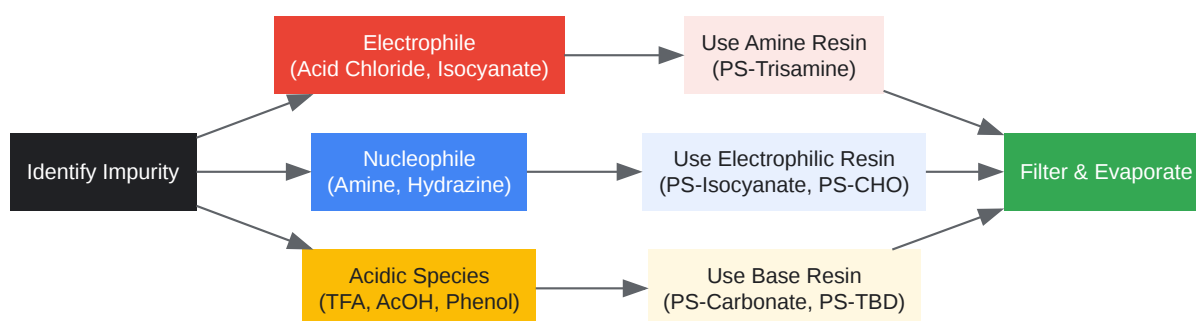 Identify Impurity
Electrophile
(Acid Chloride, Isocyanate)
Use Amine Resin
(PS-Trisamine)
Nucleophile
(Amine, Hydrazine)
Use Electrophilic Resin
(PS-Isocyanate, PS-CHO)
Acidic Species
(TFA, AcOH, Phenol)
Use Base Resin
(PS-Carbonate, PS-TBD)
Filter & Evaporate